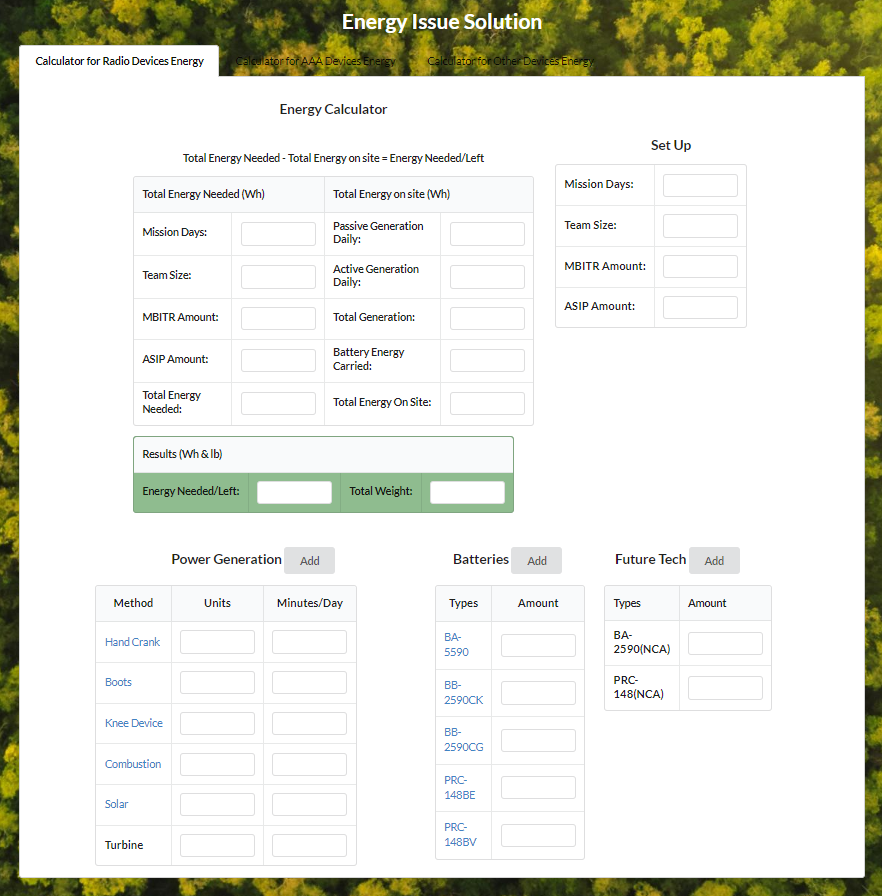 Energy Issue Solution
Calculator for Radio Devices Energy
Calculator for AAA Devices Energy
Calculator for Other Devices Energy
Energy Calculator
Total Energy Needed - Total Energy on site = Energy Needed/Left
Total Energy Needed (Wh)
Total Energy on site (Wh)
Mission Days:
Passive Generation
Daily:
Team Size:
Active Generation
Daily:
MBITR Amount:
Total Generation:
ASIP Amount:
Battery Energy
Carried:
Total Energy
Needed:
Total Energy On Site:
Results (Wh & lb)
Energy Needed/Left:
Total Weight:
Set Up
Mission Days:
Team Size:
MBITR Amount:
ASIP Amount:
Power Generation
Add
Method
Units
Minutes/Day
Hand Crank
Boots
Knee Device
Combustion
Solar
Turbine
Batteries
Add
Types
Amount
BA-
5590
BB-
2590CK
BB-
2590CG
PRC-
148BE
PRC-
148BV
Future Tech
Add
Types
Amount
BA-
2590(NCA)
PRC-
148(NCA)